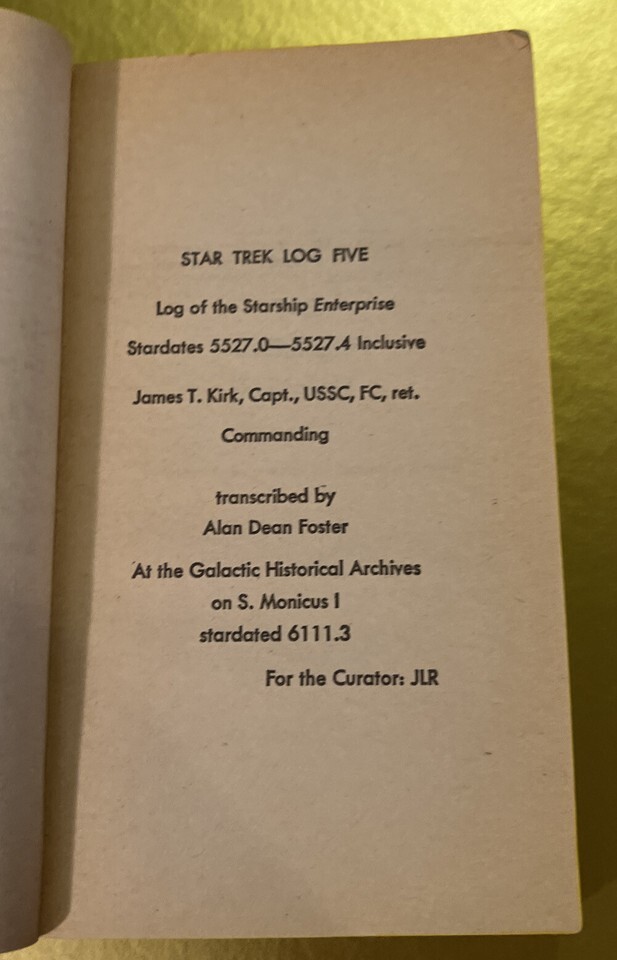 STAR TREK LOG FIVE
Log of the Starship Enterprise
Stardates 5527.0—5527.4 Inclusive
James T. Kirk, Capt., USSC, FC, ret.
Commanding
transcribed by
Alan Dean Foster
At the Galactic Historical Archives
on S. Monicus I
stardated 6111.3
For the Curator: JLR